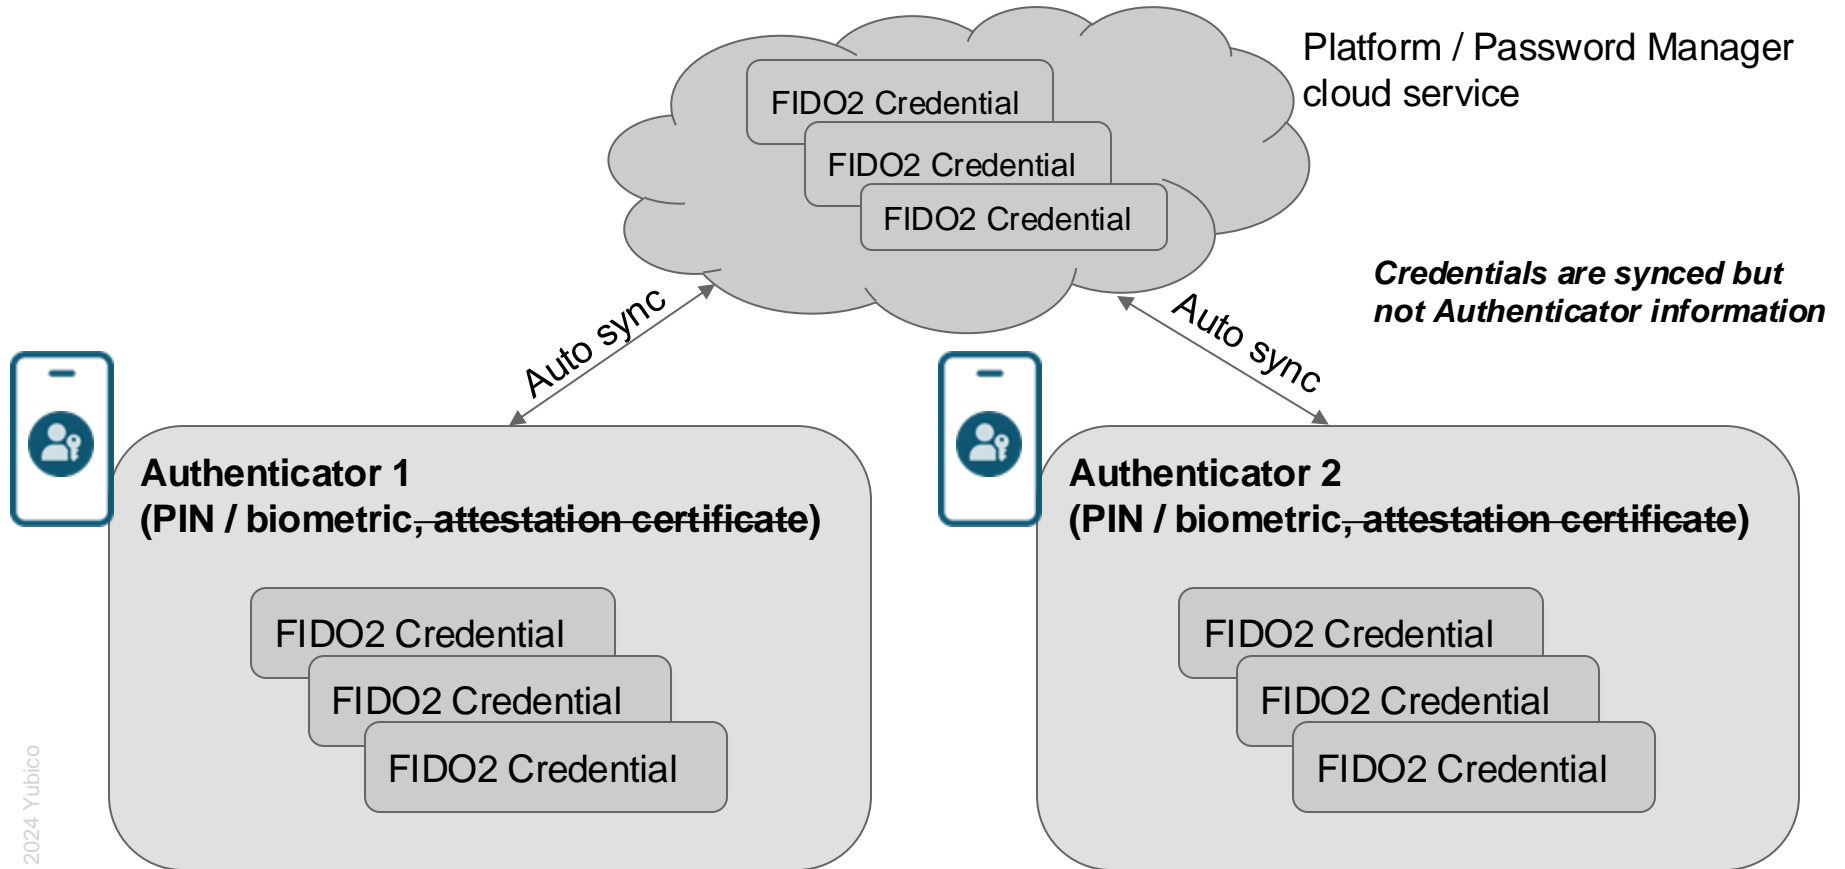 Platform / Password Manager
cloud service
FIDO2 Credential
FIDO2 Credential
FIDO2 Credential
Credentials are synced but
not Authenticator information
Auto sync
Auto sync
Authenticator 1
(PIN / biometric, attestation certificate)
FIDO2 Credential
FIDO2 Credential
FIDO2 Credential
Authenticator 2
(PIN / biometric, attestation certificate)
FIDO2 Credential
FIDO2 Credential
FIDO2 Credential
2024 Yubico